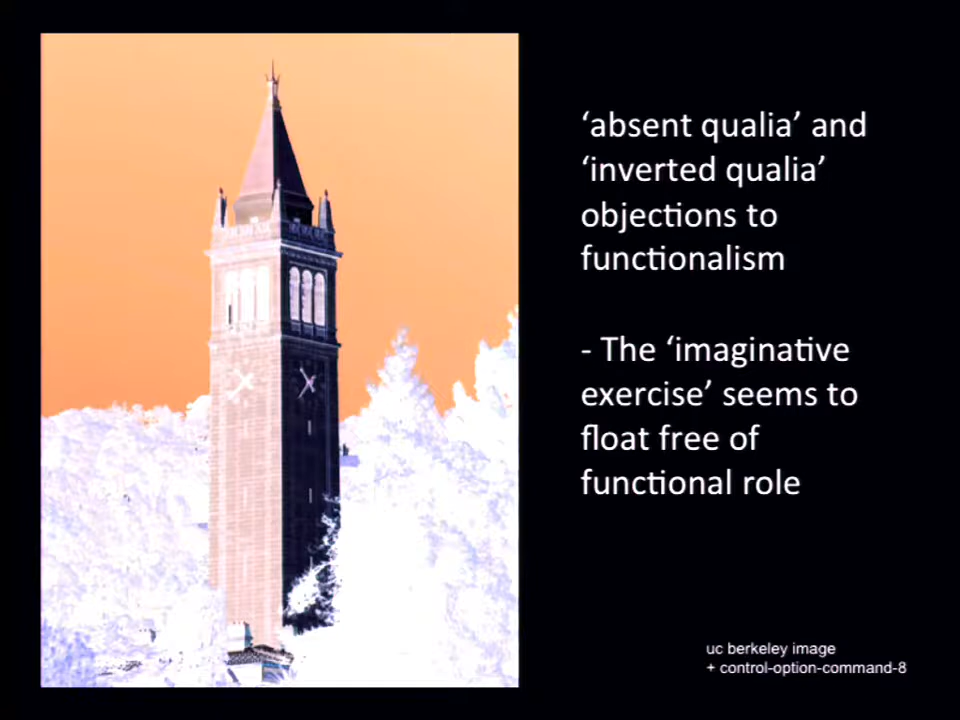 ‘absent qualia’ and
‘inverted qualia’
objections to
functionalism
- The ‘imaginative
exercise’ seems to
float free of
functional role
uc berkeley image
+ control-option-command-8